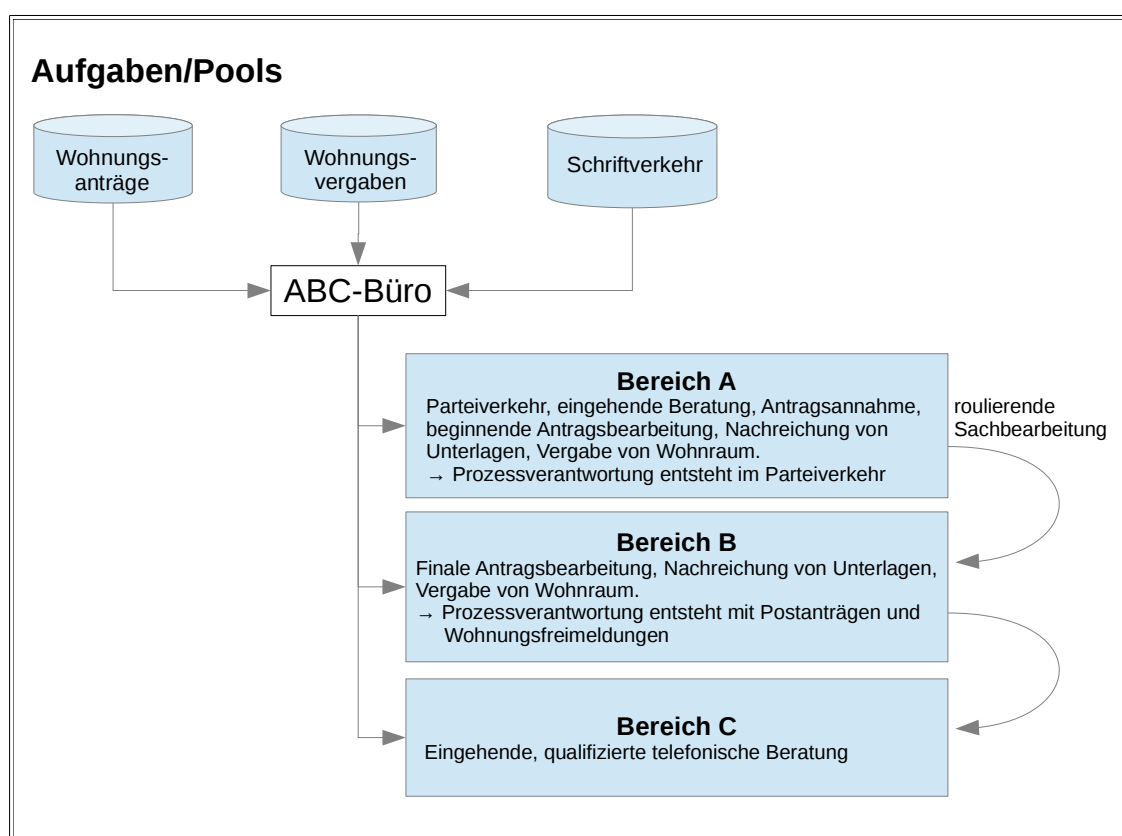 Aufgaben/Pools
Wohnungs-
anträge
Wohnungs-
vergaben
Schriftverkehr
ABC-Büro
Bereich A
Parteiverkehr, eingehende Beratung, Antragsannahme,
beginnende Antragsbearbeitung, Nachreichung von
Unterlagen, Vergabe von Wohnraum.
→ Prozessverantwortung entsteht im Parteiverkehr
roulierende
Sachbearbeitung
Bereich B
Finale Antragsbearbeitung, Nachreichung von Unterlagen,
Vergabe von Wohnraum.
→ Prozessverantwortung entsteht mit Postanträgen und
Wohnungsfreimeldungen
Bereich C
Eingehende, qualifizierte telefonische Beratung